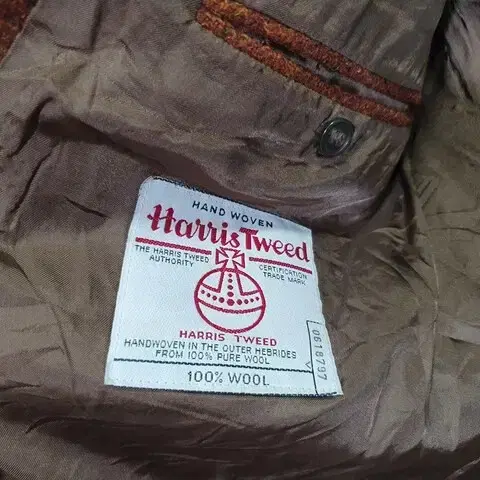 HAND WOVEN
Harris Tweed
THE HARRIS TWEED
AUTHORITY
CERTIFICATION
TRADE MARK
HARRIS TWEED
HANDWOVEN IN THE OUTER HEBRIDES
FROM 100% PURE WOOL
100% WOOL
0618797